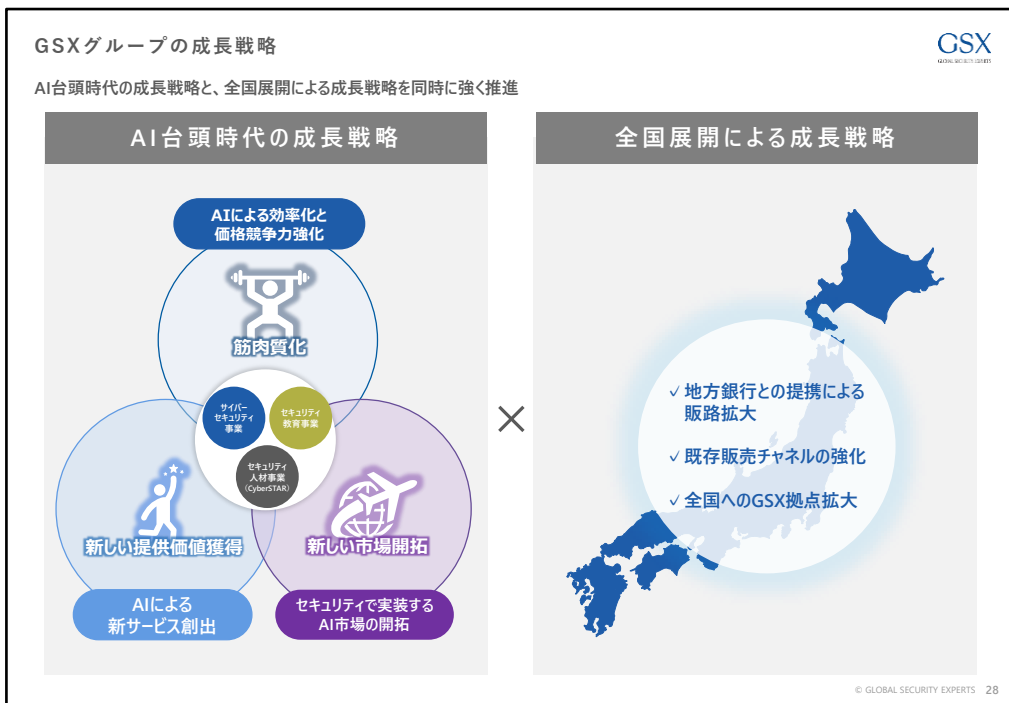 GSXグループの成長戦略
GSX
GLOBAL SECURITY EXPERTS
AI台頭時代の成長戦略と、全国展開による成長戦略を同時に強く推進
AI台頭時代の成長戦略
AIによる効率化と
価格競争力強化
筋肉質化
サイバー
セキュリティ
事業
セキュリティ
教育事業
セキュリティ
人材事業
(CyberSTAR)
新しい提供価値獲得
新しい市場開拓
AIによる
新サービス創出
セキュリティで実装する
AI市場の開拓
×
全国展開による成長戦略
✓ 地方銀行との提携による
販路拡大
✓ 既存販売チャネルの強化
✓ 全国へのGSX拠点拡大
© GLOBAL SECURITY EXPERTS 28